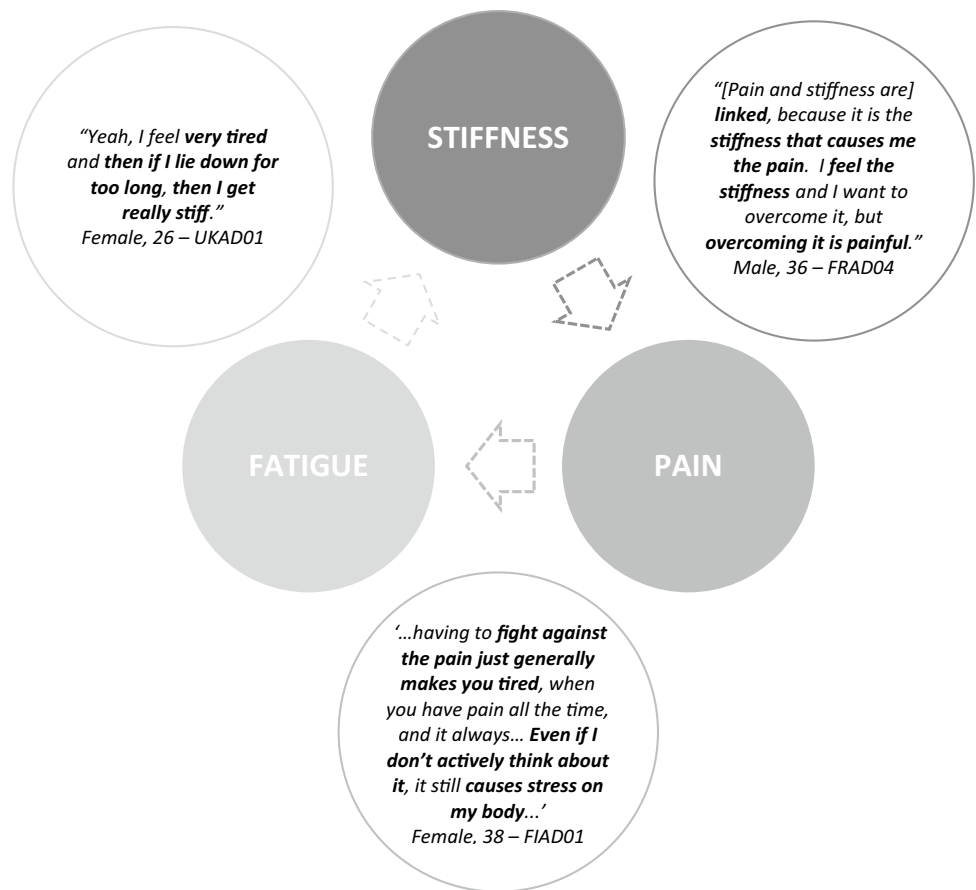 STIFFNESS
“[Pain and stiffness are]
linked, because it is the
stiffness that causes me
the pain.  I feel the
stiffness and I want to
overcome it, but
overcoming it is painful.”
Male, 36 – FRAD04
PAIN
‘...having to fight against
the pain just generally
makes you tired, when
you have pain all the time,
and it always... Even if I
don’t actively think about
it, it still causes stress on
my body...’
Female, 38 – FIAD01
FATIGUE
“Yeah, I feel very tired
and then if I lie down for
too long, then I get
really stiff.”
Female, 26 – UKAD01